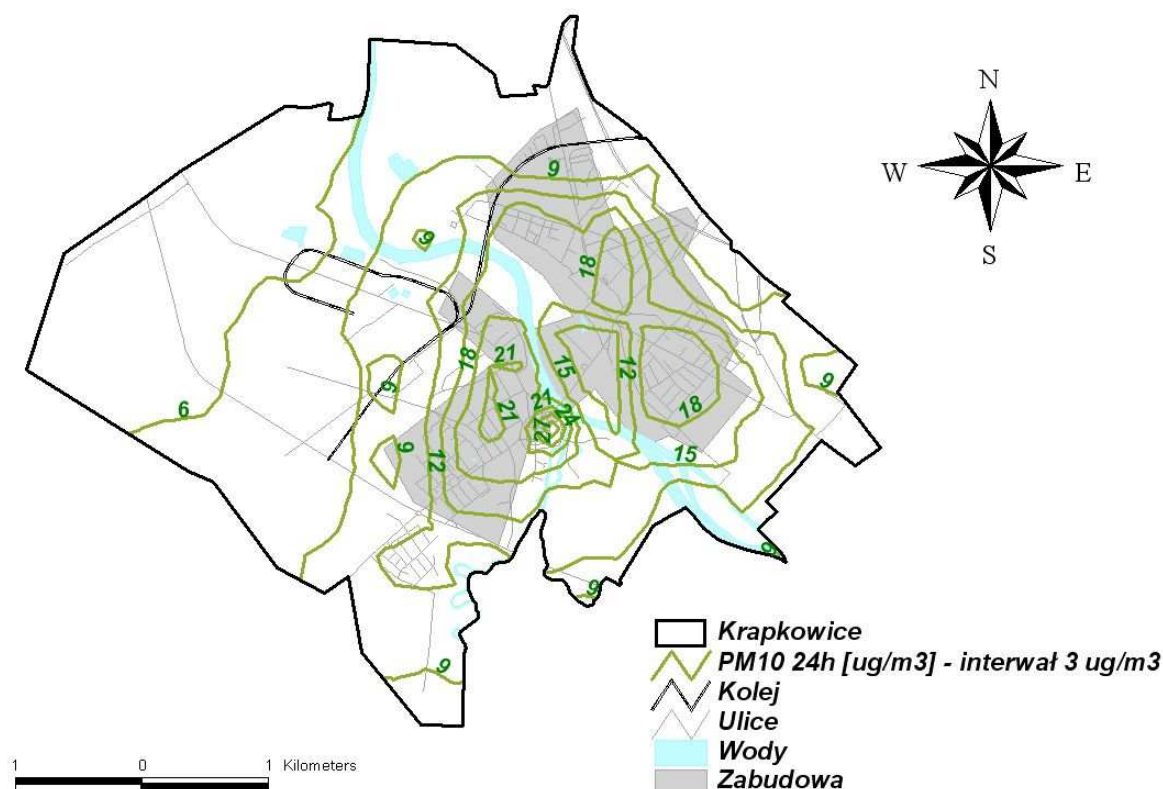 N
W E
S
9
9
18
21
18
15
12
9
9
21
21
24
27
18
6
9
12
15
9
9
9
Krapkowice
PM10 24h [ug/m3] - interwał 3 ug/m3
Kolej
Ulice
Wody
Zabudowa
1 0 1 Kilometers